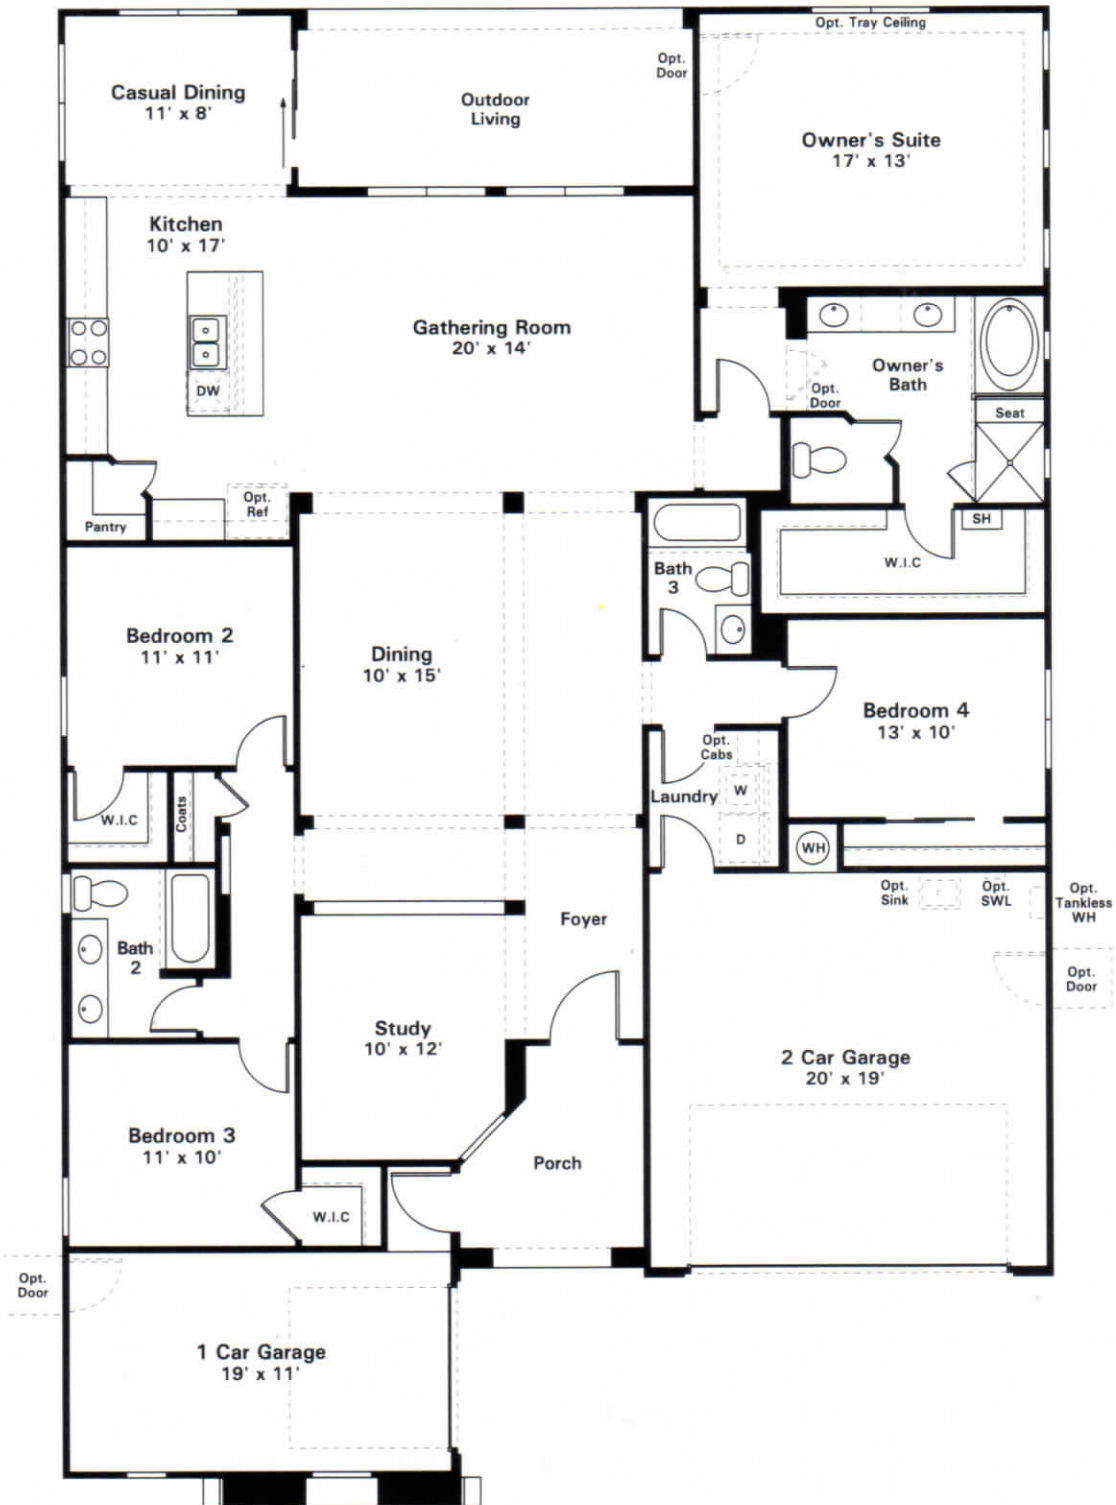 Opt. Tray Ceiling
Casual Dining
11' x 8'
Outdoor
Living
Opt.
Door
Owner's Suite
17' x 13'
Kitchen
10' x 17'
Gathering Room
20' x 14'
DW
Owner's
Bath
Opt.
Door
Seat
Pantry
Opt.
Ref
SH
W.I.C
Bath
3
Bedroom 2
11' x 11'
Dining
10' x 15'
Bedroom 4
13' x 10'
Opt.
Cabs
Laundry
W
D
W.I.C
Coats
WH
Opt.
Sink
Opt.
SWL
Opt.
Tankless
WH
Foyer
Bath
2
Opt.
Door
Study
10' x 12'
2 Car Garage
20' x 19'
Bedroom 3
11' x 10'
Porch
W.I.C
Opt.
Door
1 Car Garage
19' x 11'